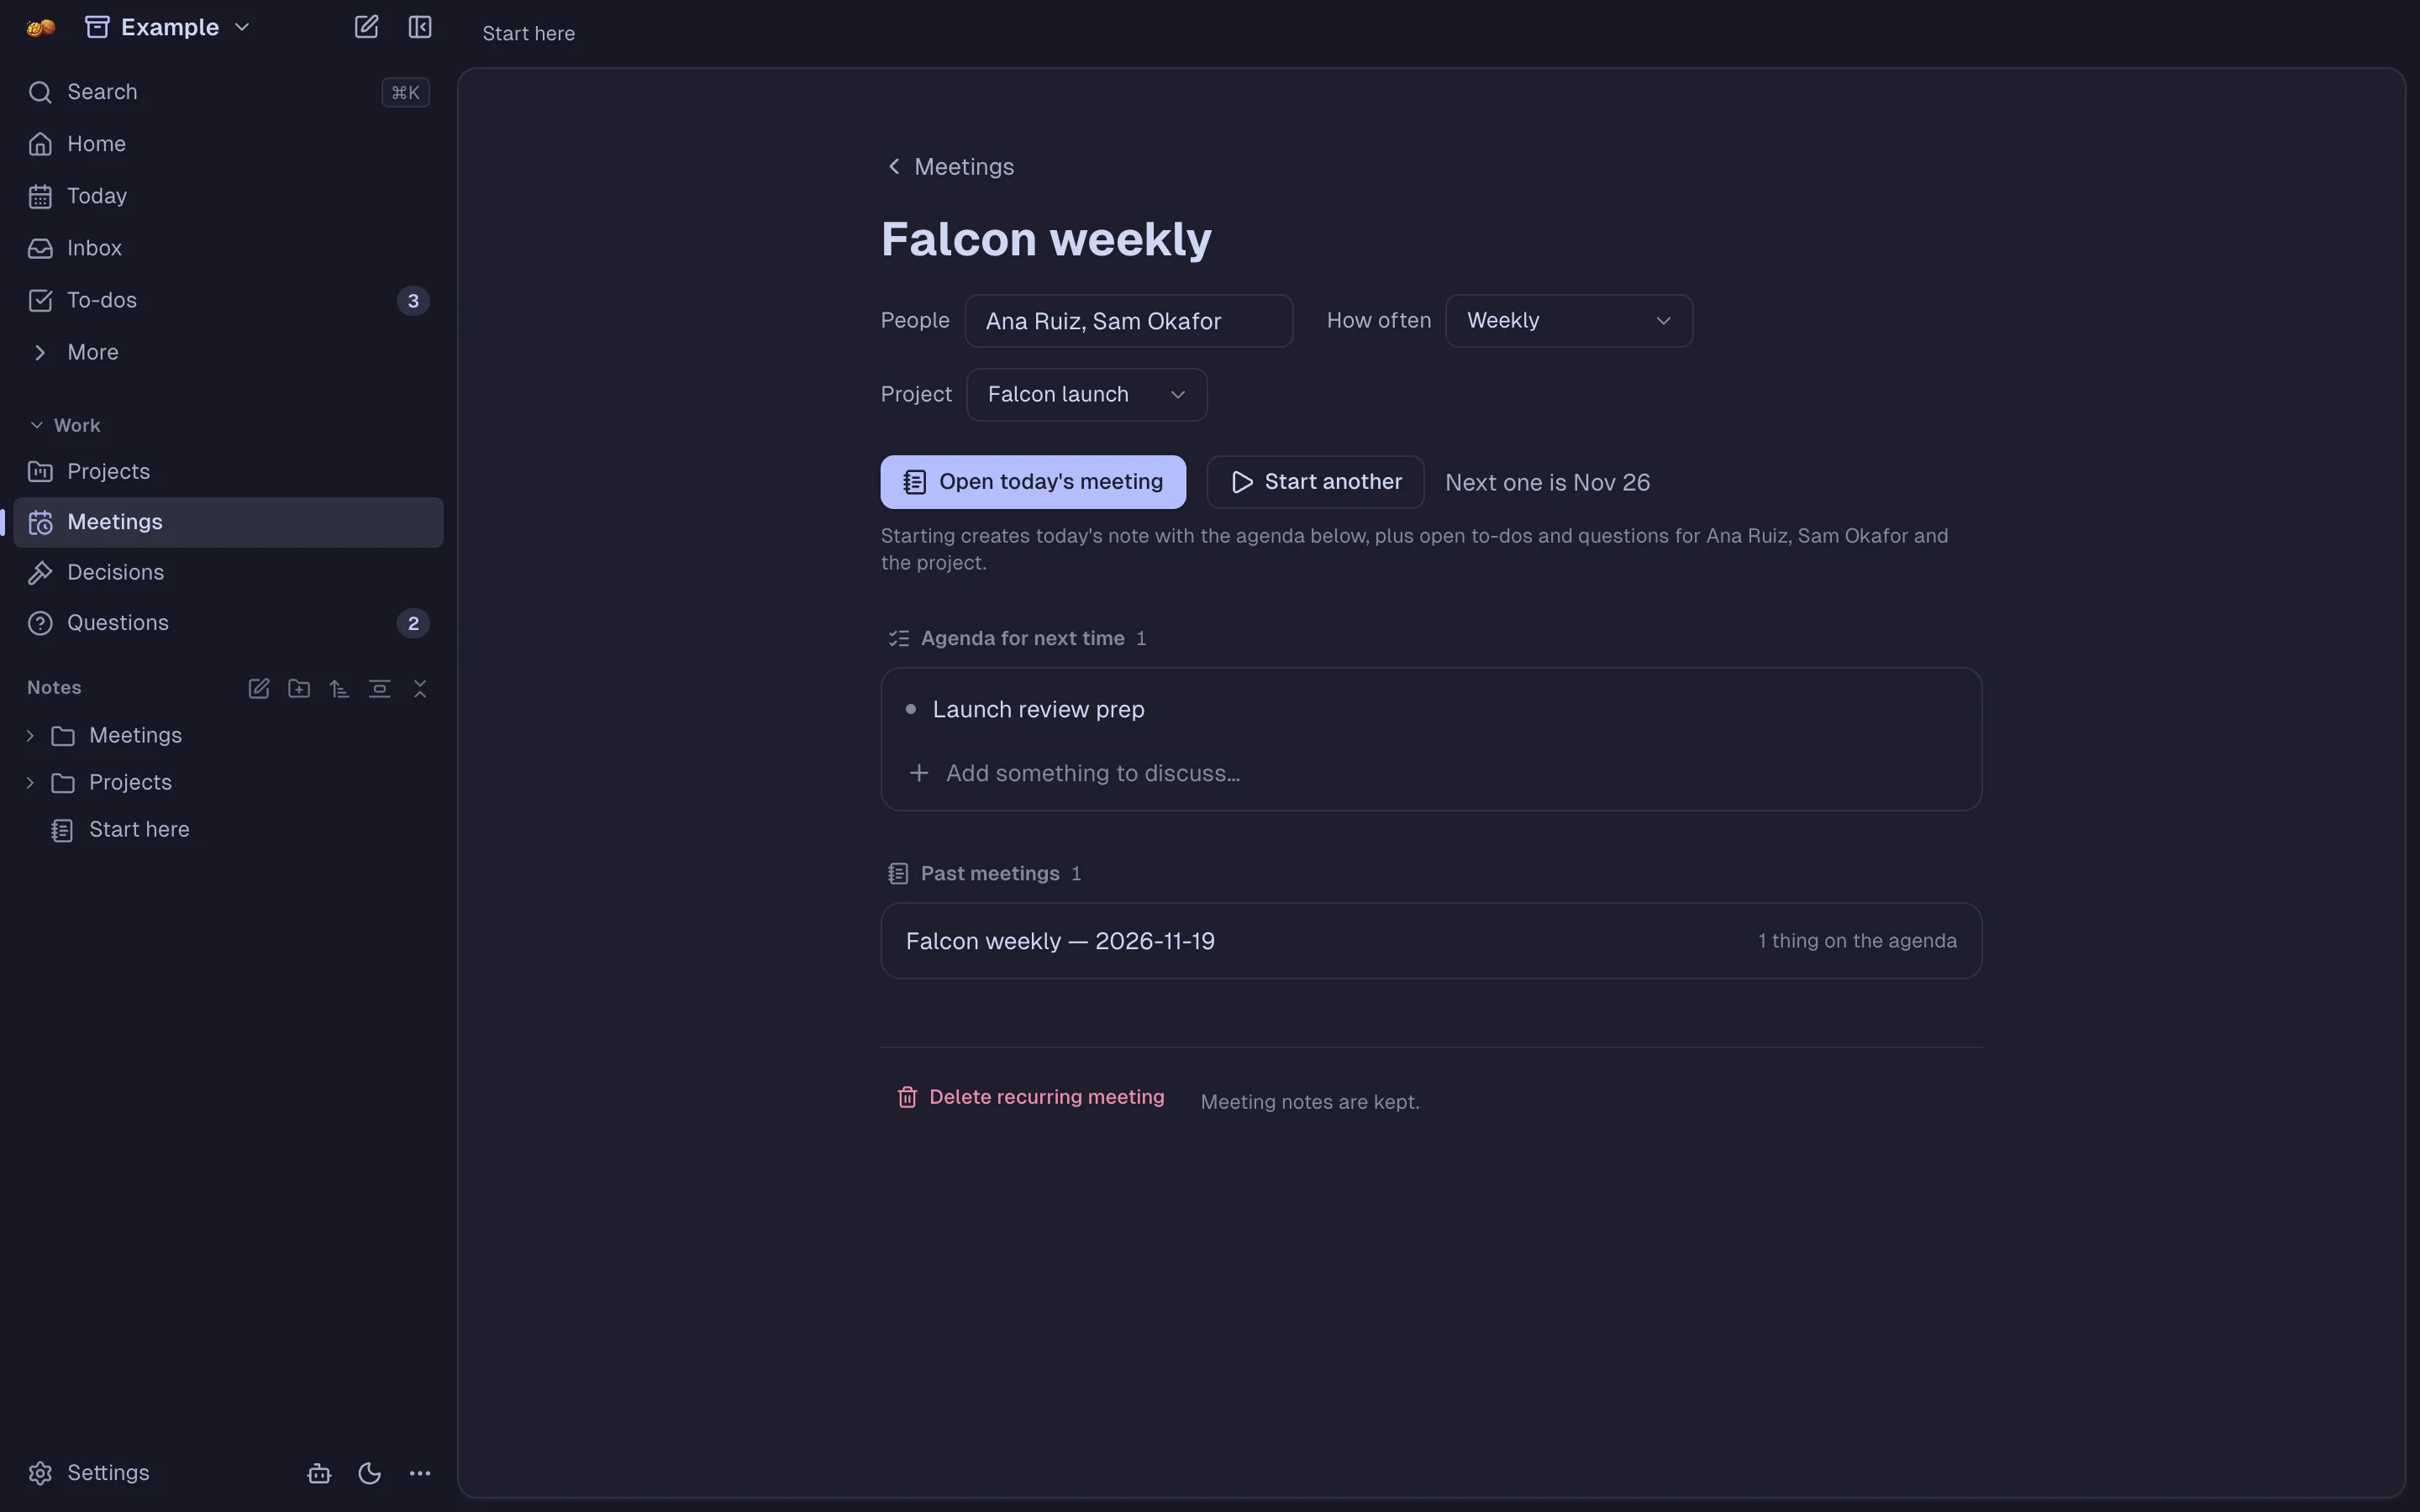 Example
Start here
Search
⌘K
Home
Today
Inbox
To-dos
3
More
Work
Projects
Meetings
Decisions
Questions
2
Notes
Meetings
Projects
Start here
Settings
Meetings
Falcon weekly
People
Ana Ruiz, Sam Okafor
How often
Weekly
Project
Falcon launch
Open today's meeting
Start another
Next one is Nov 26
Starting creates today's note with the agenda below, plus open to-dos and questions for Ana Ruiz, Sam Okafor and
the project.
Agenda for next time 1
Launch review prep
Add something to discuss...
Past meetings 1
Falcon weekly — 2026-11-19
1 thing on the agenda
Delete recurring meeting
Meeting notes are kept.